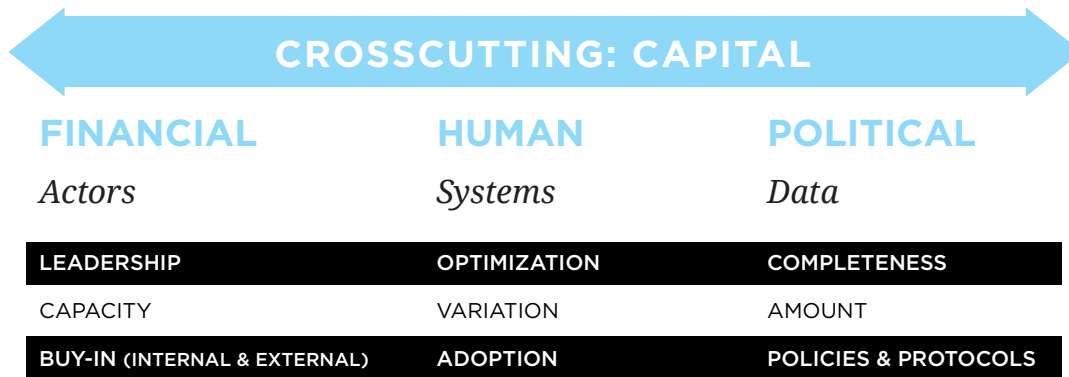 CROSSCUTTING: CAPITAL
FINANCIAL HUMAN POLITICAL
Actors Systems Data
LEADERSHIP OPTIMIZATION COMPLETENESS
CAPACITY VARIATION AMOUNT
BUY-IN (INTERNAL & EXTERNAL) ADOPTION POLICIES & PROTOCOLS